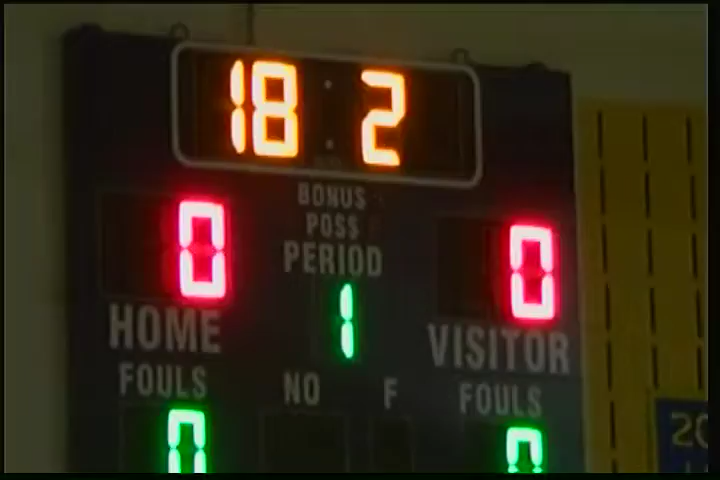 18 2
BONUS
POSS
PERIOD
0 1 0
HOME VISITOR
FOULS NO F FOULS
0 0
20